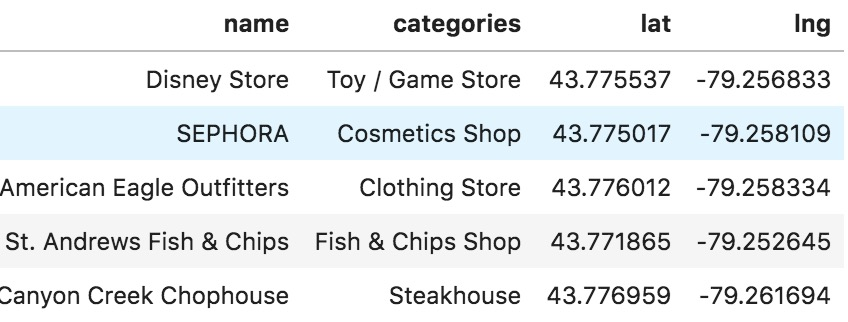 name categories lat lng
Disney Store Toy / Game Store 43.775537 -79.256833
SEPHORA Cosmetics Shop 43.775017 -79.258109
American Eagle Outfitters Clothing Store 43.776012 -79.258334
St. Andrews Fish & Chips Fish & Chips Shop 43.771865 -79.252645
Canyon Creek Chophouse Steakhouse 43.776959 -79.261694